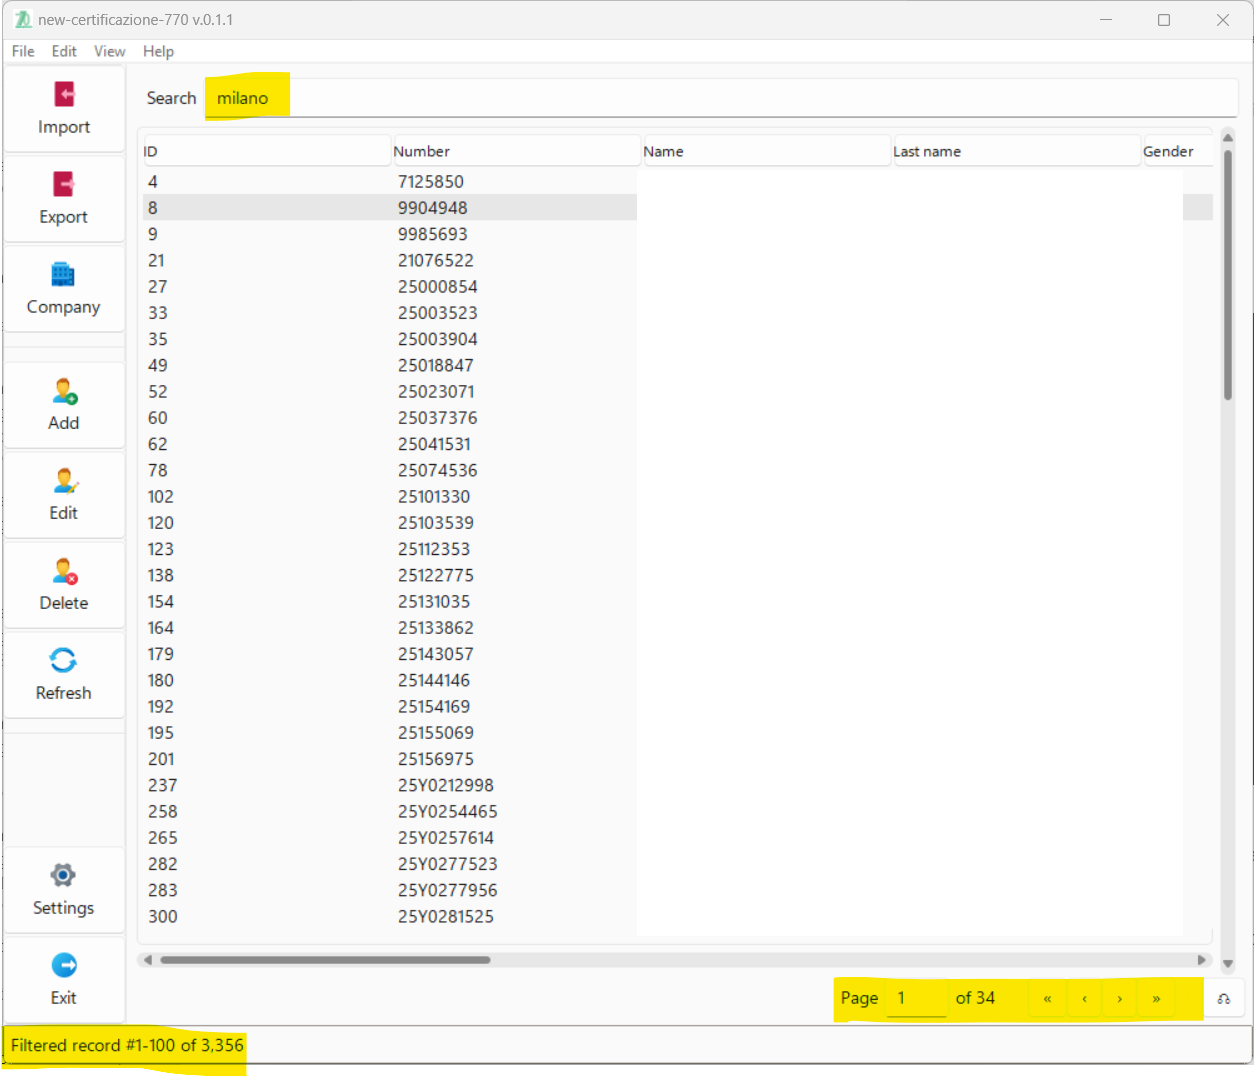 new-certificazione-770 v.0.1.1
File Edit View Help
Import
Export
Company
Add
Edit
Delete
Refresh
Settings
Exit
Search milano
ID Number Name Last name Gender
4 7125850
8 9904948
9 9985693
21 21076522
27 25000854
33 25003523
35 25003904
49 25018847
52 25023071
60 25037376
62 25041531
78 25074536
102 25101330
120 25103539
123 25112353
138 25122775
154 25131035
164 25133862
179 25143057
180 25144146
192 25154169
195 25155069
201 25156975
237 25Y0212998
258 25Y0254465
265 25Y0257614
282 25Y0277523
283 25Y0277956
300 25Y0281525
Page 1 of 34 « ‹ › »
Filtered record #1-100 of 3,356